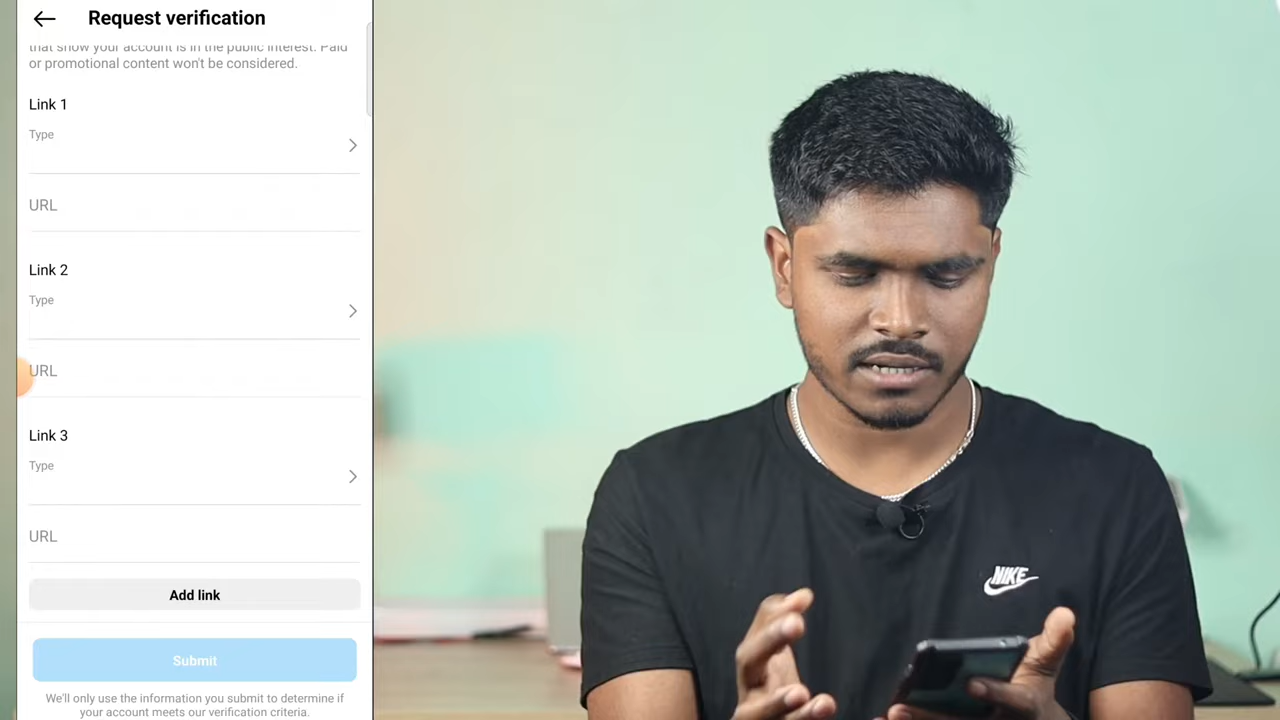 Request verification
that show your account is in the public interest. Paid
or promotional content won't be considered.
Link 1
Type
URL
Link 2
Type
URL
Link 3
Type
URL
Add link
Submit
We'll only use the information you submit to determine if
your account meets our verification criteria.
NIKE